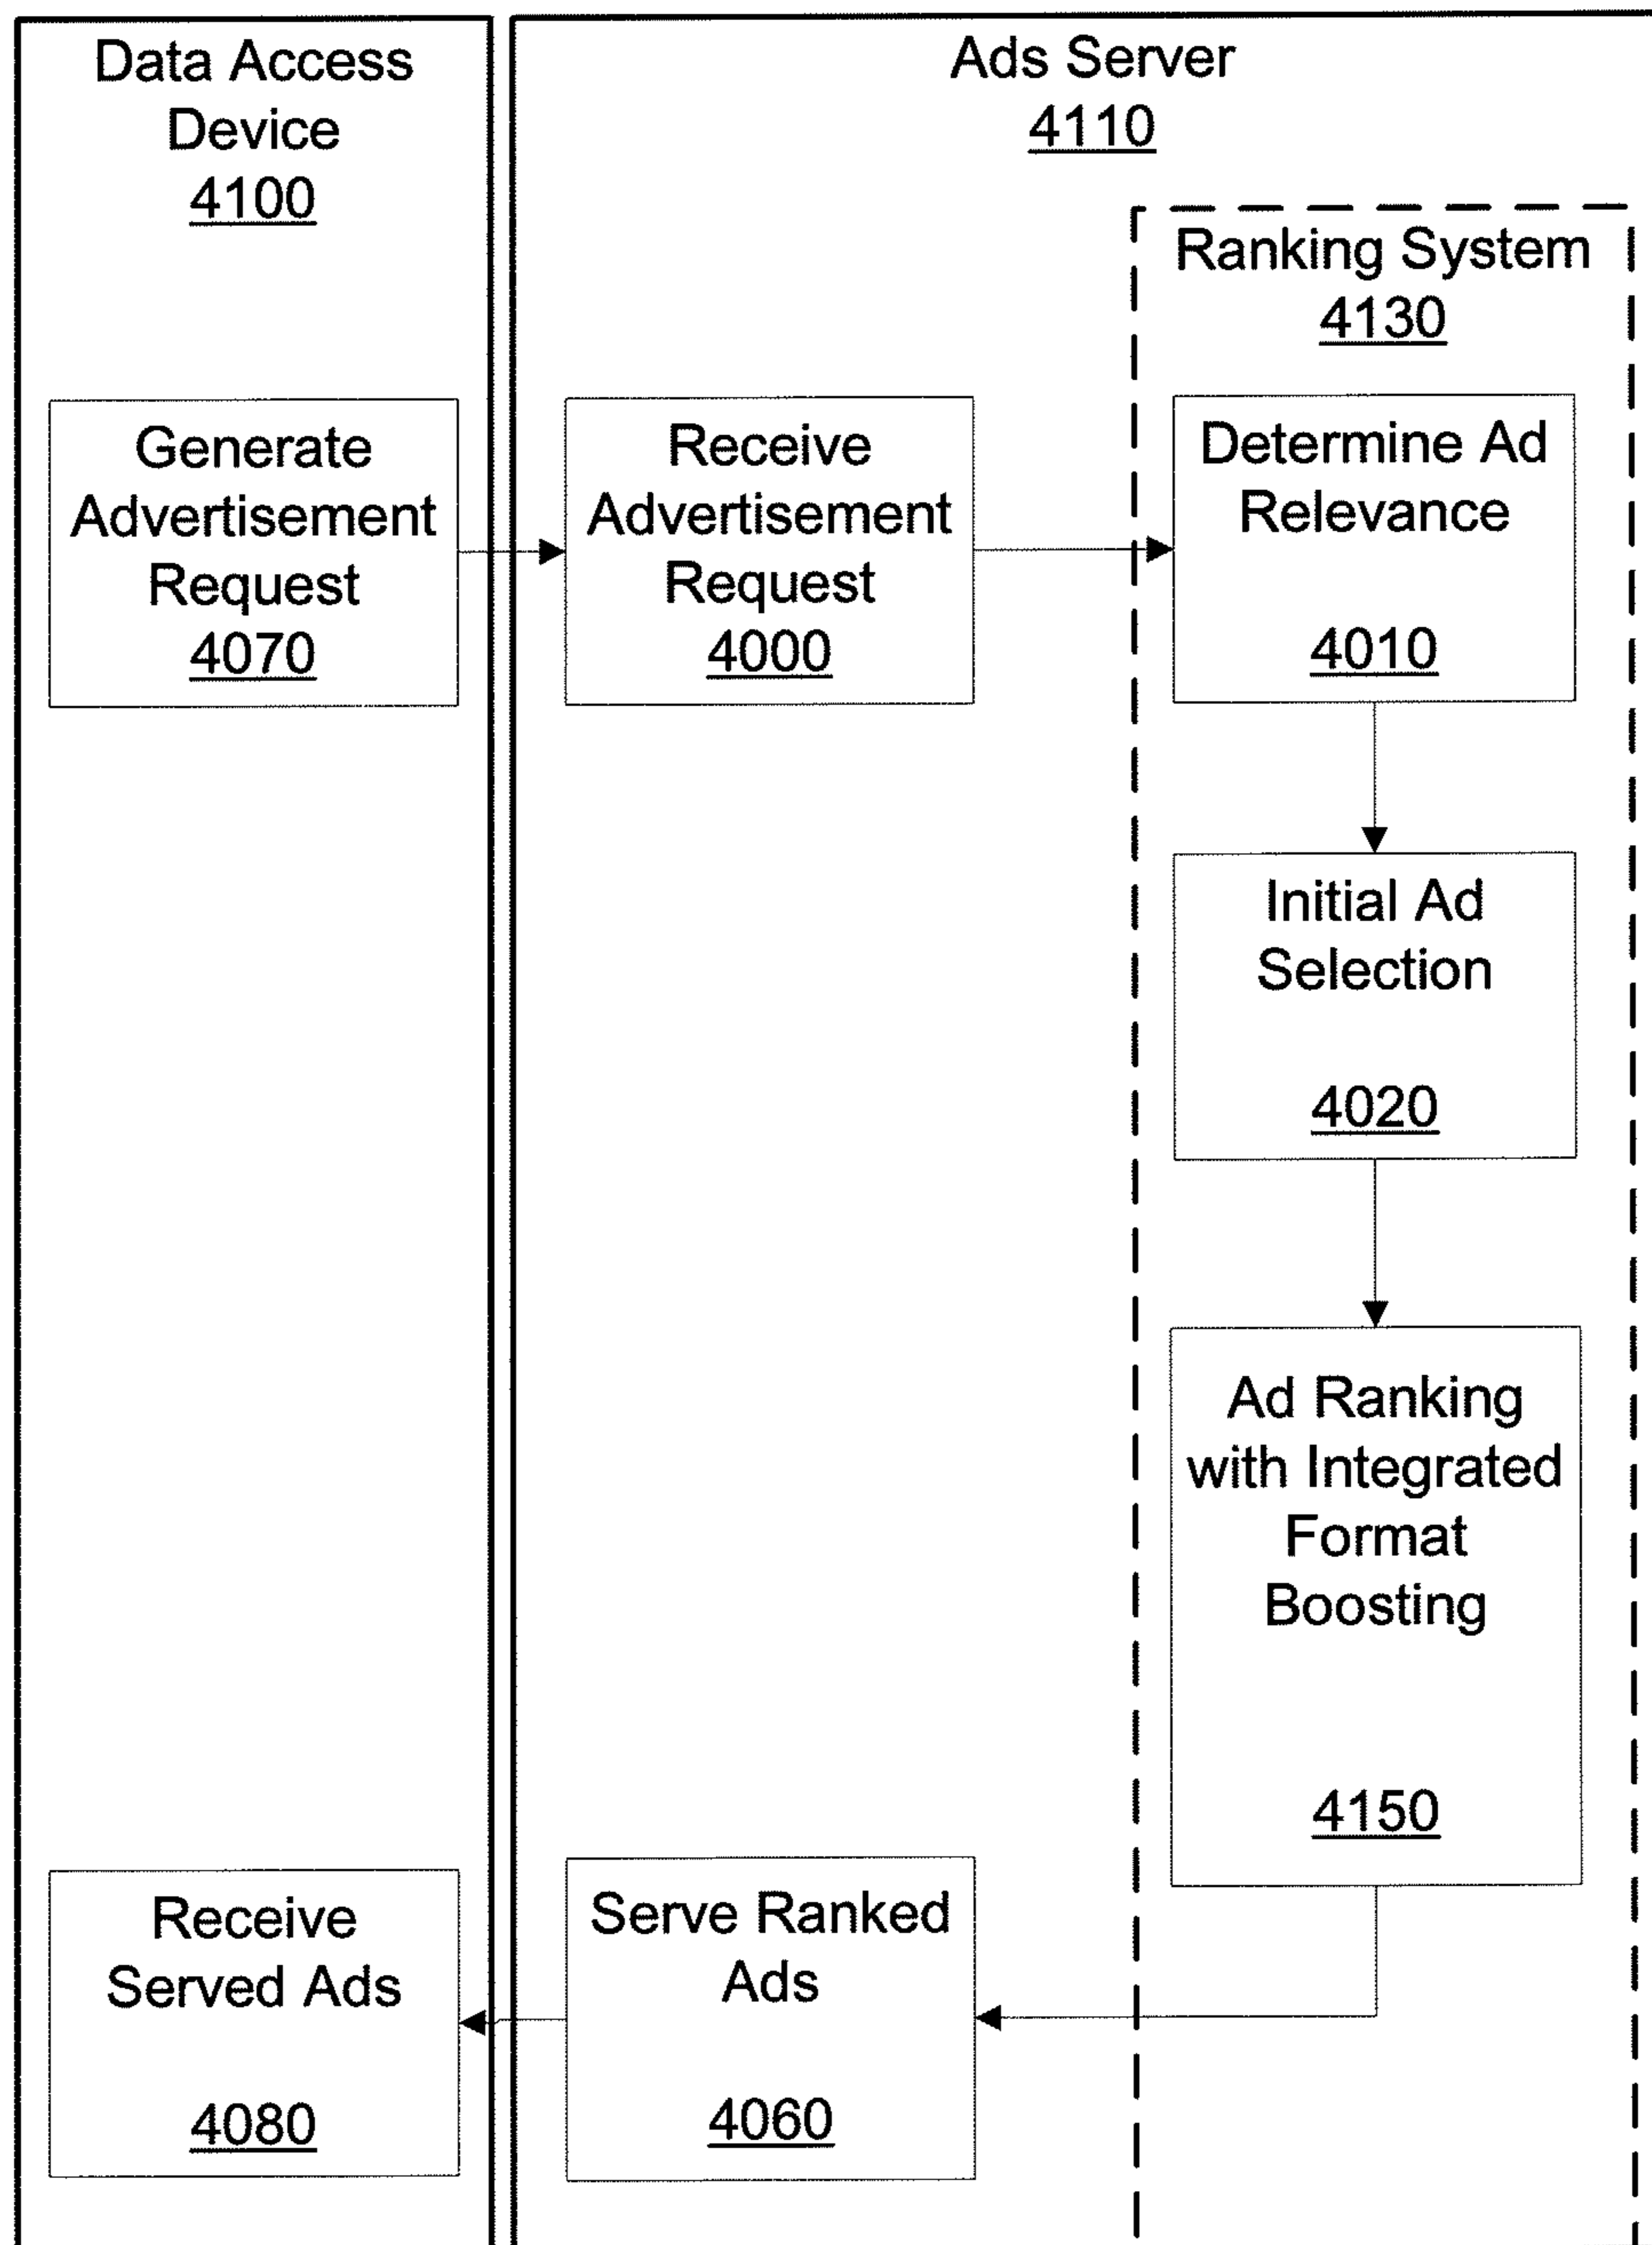 Data Access
Device
4100
Ads Server
4110
Ranking System
4130
Generate
Advertisement
Request
4070
Receive
Advertisement
Request
4000
Determine Ad
Relevance
4010
Initial Ad
Selection
4020
Ad Ranking
with Integrated
Format
Boosting
4150
Serve Ranked
Ads
4060
Receive
Served Ads
4080